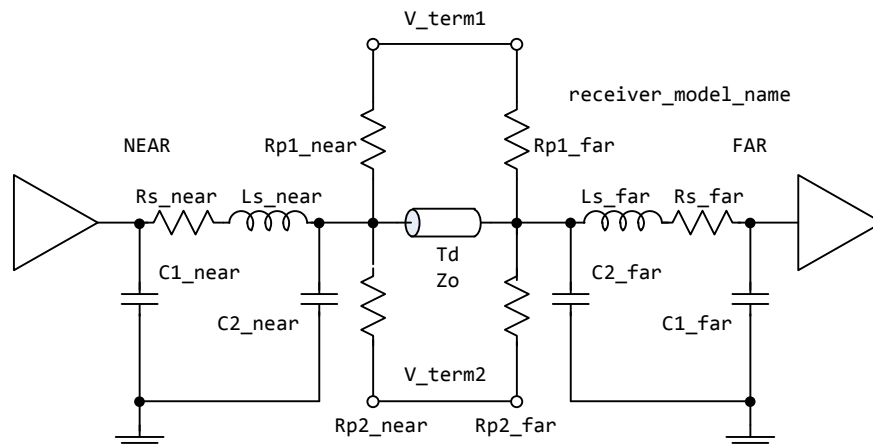 V_term1
receiver_model_name
NEAR
Rp1_near
Rp1_far
FAR
Rs_near
Ls_near
Ls_far
Rs_far
Td
Zo
C1_near
C2_far
C2_near
C1_far
V_term2
Rp2_near
Rp2_far